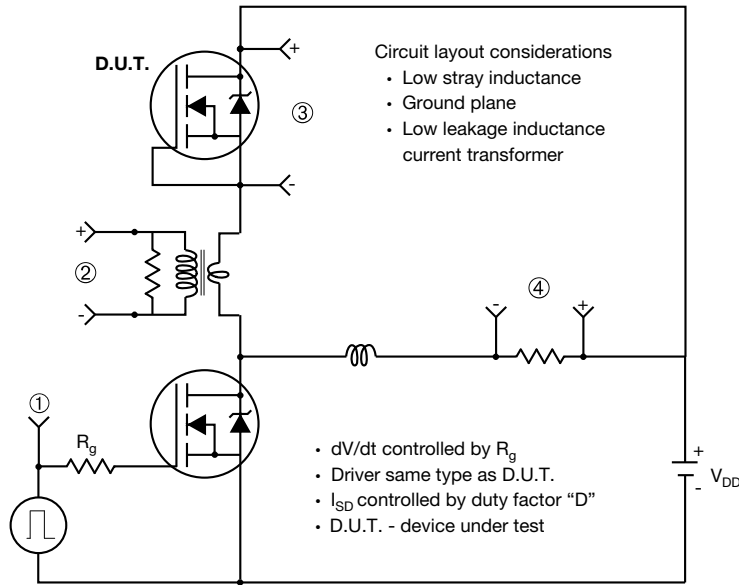 D.U.T.
+
Circuit layout considerations
• Low stray inductance
• Ground plane
③
• Low leakage inductance
current transformer
-
+
②
-
④
-
+
①
R_g
• dV/dt controlled by R_g
• Driver same type as D.U.T.
• I_SD controlled by duty factor “D”
• D.U.T. - device under test
+
V_DD
-